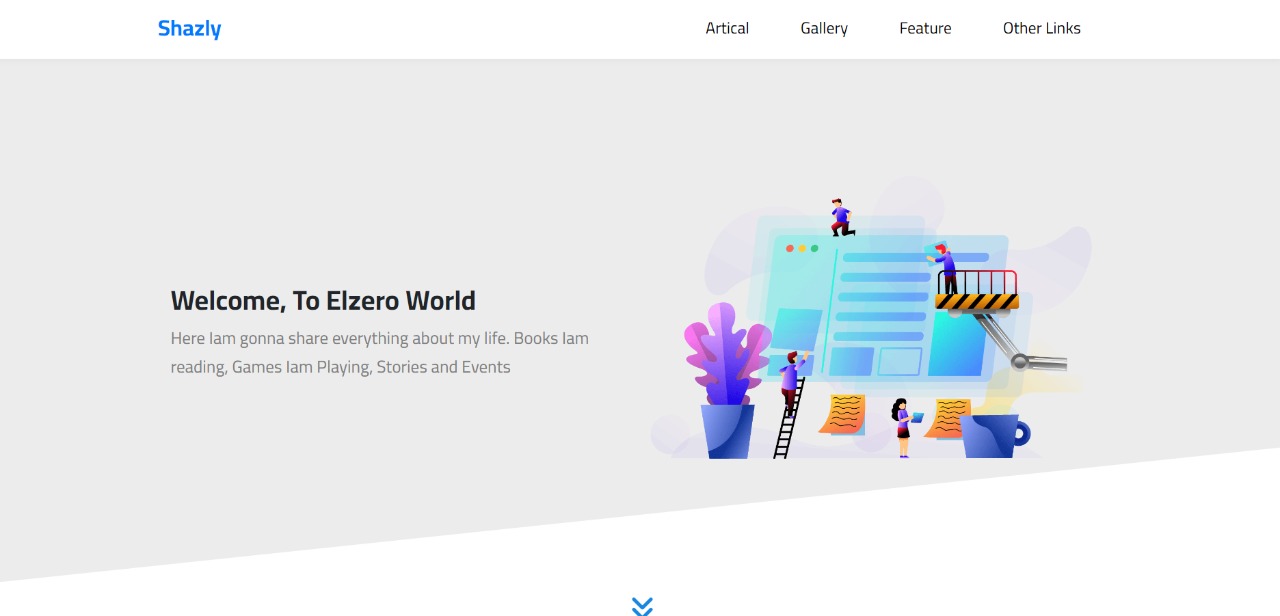 Shazly
Artical
Gallery
Feature
Other Links
Welcome, To Elzero World
Here Iam gonna share everything about my life. Books Iam
reading, Games Iam Playing, Stories and Events